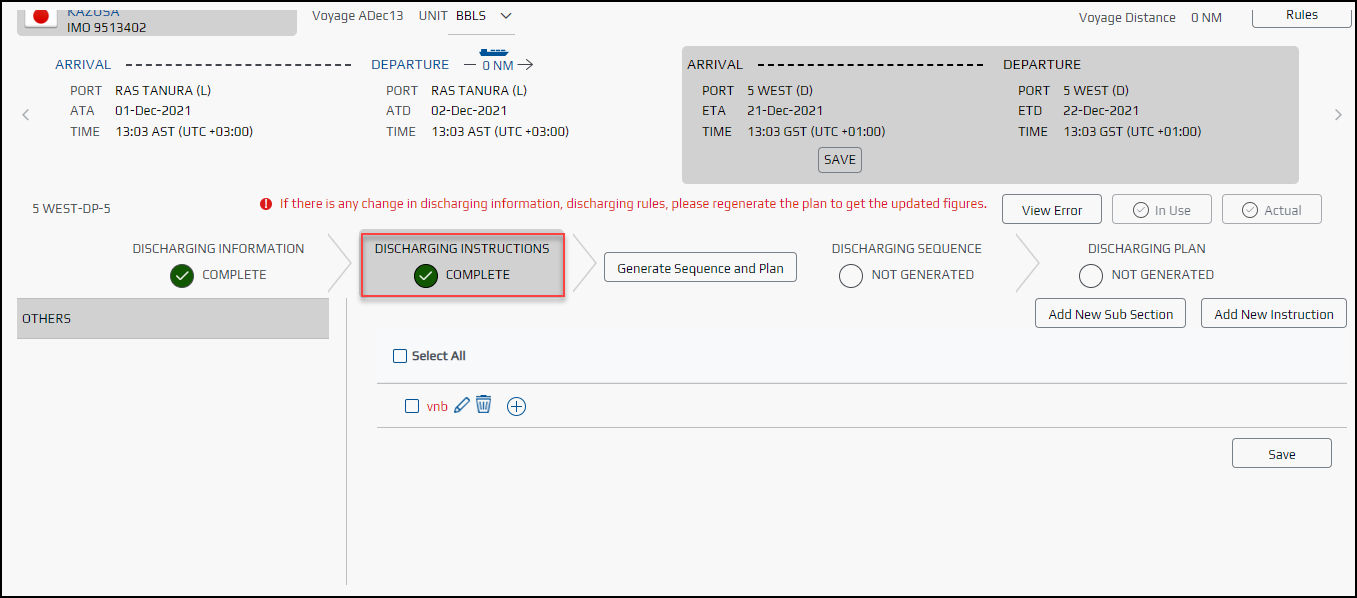 KAZUSA
IMO 9513402
Voyage ADec13 UNIT BBLS
Voyage Distance 0 NM
Rules
ARRIVAL
PORT RAS TANURA (L)
ATA 01-Dec-2021
TIME 13:03 AST (UTC +03:00)
DEPARTURE
0 NM
PORT RAS TANURA (L)
ATD 02-Dec-2021
TIME 13:03 AST (UTC +03:00)
ARRIVAL
PORT 5 WEST (D)
ETA 21-Dec-2021
TIME 13:03 GST (UTC +01:00)
SAVE
DEPARTURE
PORT 5 WEST (D)
ETD 22-Dec-2021
TIME 13:03 GST (UTC +01:00)
5 WEST-DP-5
If there is any change in discharging information, discharging rules, please regenerate the plan to get the updated figures.
View Error
In Use
Actual
DISCHARGING INFORMATION
COMPLETE
DISCHARGING INSTRUCTIONS
COMPLETE
Generate Sequence and Plan
DISCHARGING SEQUENCE
NOT GENERATED
DISCHARGING PLAN
NOT GENERATED
OTHERS
Add New Sub Section
Add New Instruction
Select All
vnb
Save